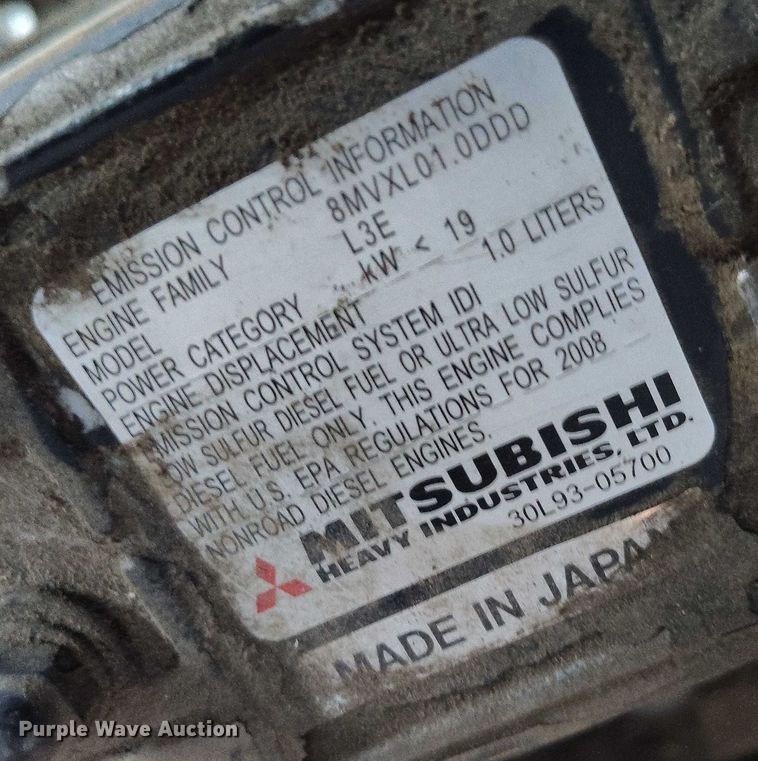 EMISSION CONTROL INFORMATION
ENGINE FAMILY 8MVXL01.0DDD
MODEL L3E
POWER CATEGORY kW < 19
ENGINE DISPLACEMENT 1.0 LITERS
EMISSION CONTROL SYSTEM IDI
LOW SULFUR DIESEL FUEL OR ULTRA LOW SULFUR
DIESEL FUEL ONLY. THIS ENGINE COMPLIES
WITH U.S. EPA REGULATIONS FOR 2008
NONROAD DIESEL ENGINES.
MITSUBISHI
HEAVY INDUSTRIES, LTD.
30L93-05700
MADE IN JAPAN
Purple Wave Auction